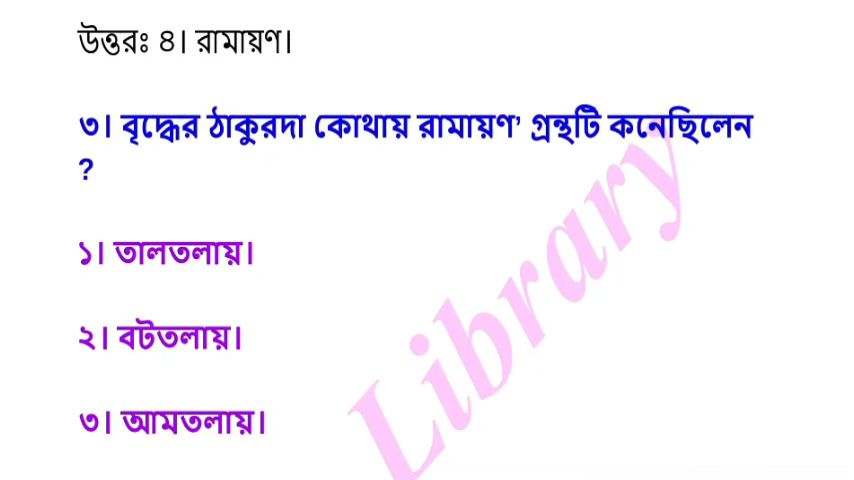 উত্তরঃ ৪। রামায়ণ।
৩। বৃদ্ধের ঠাকুরদা কোথায় রামায়ণ’ গ্রন্থটি কনেছিলেন
?
১। তালতলায়।
২। বটতলায়।
৩। আমতলায়।
Library